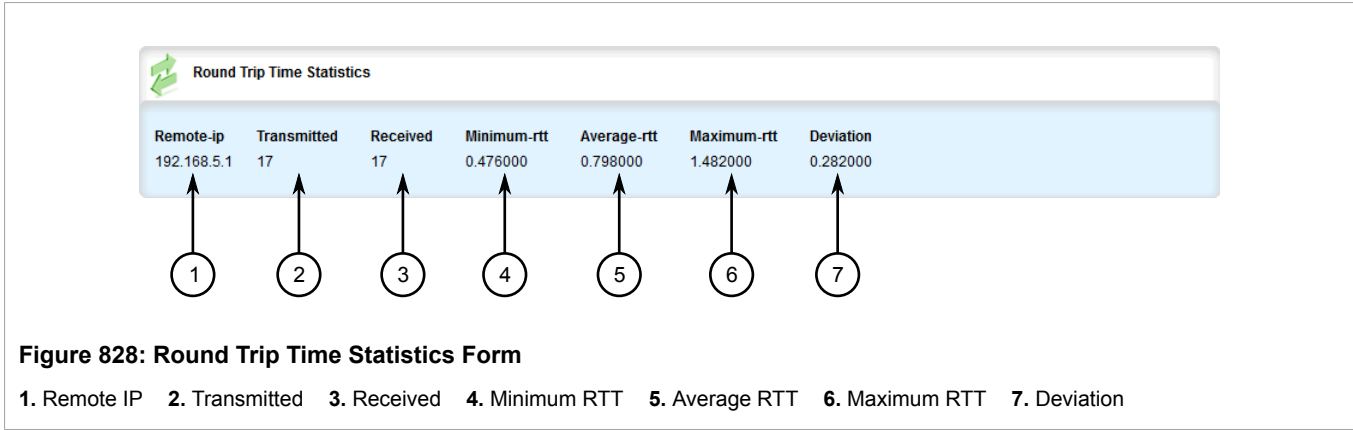 Round Trip Time Statistics
Remote-ip Transmitted Received Minimum-rtt Average-rtt Maximum-rtt Deviation
192.168.5.1 17 17 0.476000 0.798000 1.482000 0.282000
1 2 3 4 5 6 7
Figure 828: Round Trip Time Statistics Form
1. Remote IP 2. Transmitted 3. Received 4. Minimum RTT 5. Average RTT 6. Maximum RTT 7. Deviation